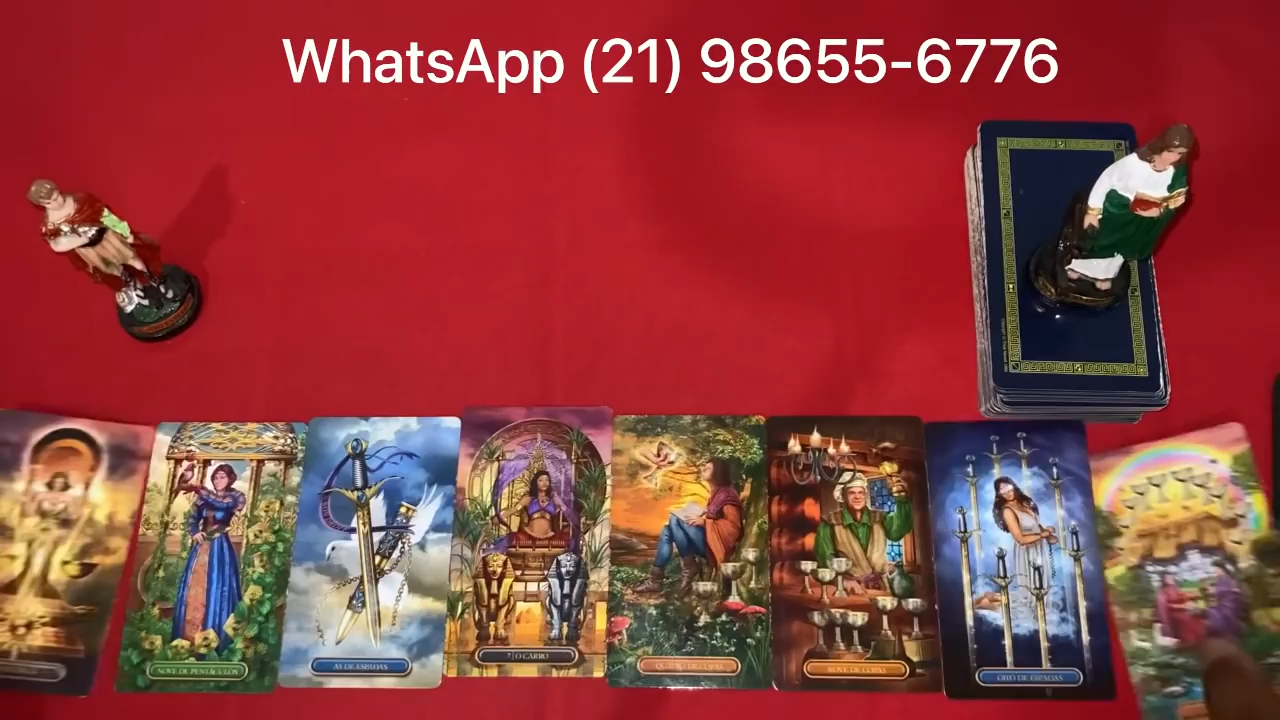 WhatsApp (21) 98655-6776
NOVE DE PENTÁCULOS
ÁS DE ESPADAS
7 | O CARRO
QUATRO DE COPAS
NOVE DE COPAS
OITO DE ESPADAS